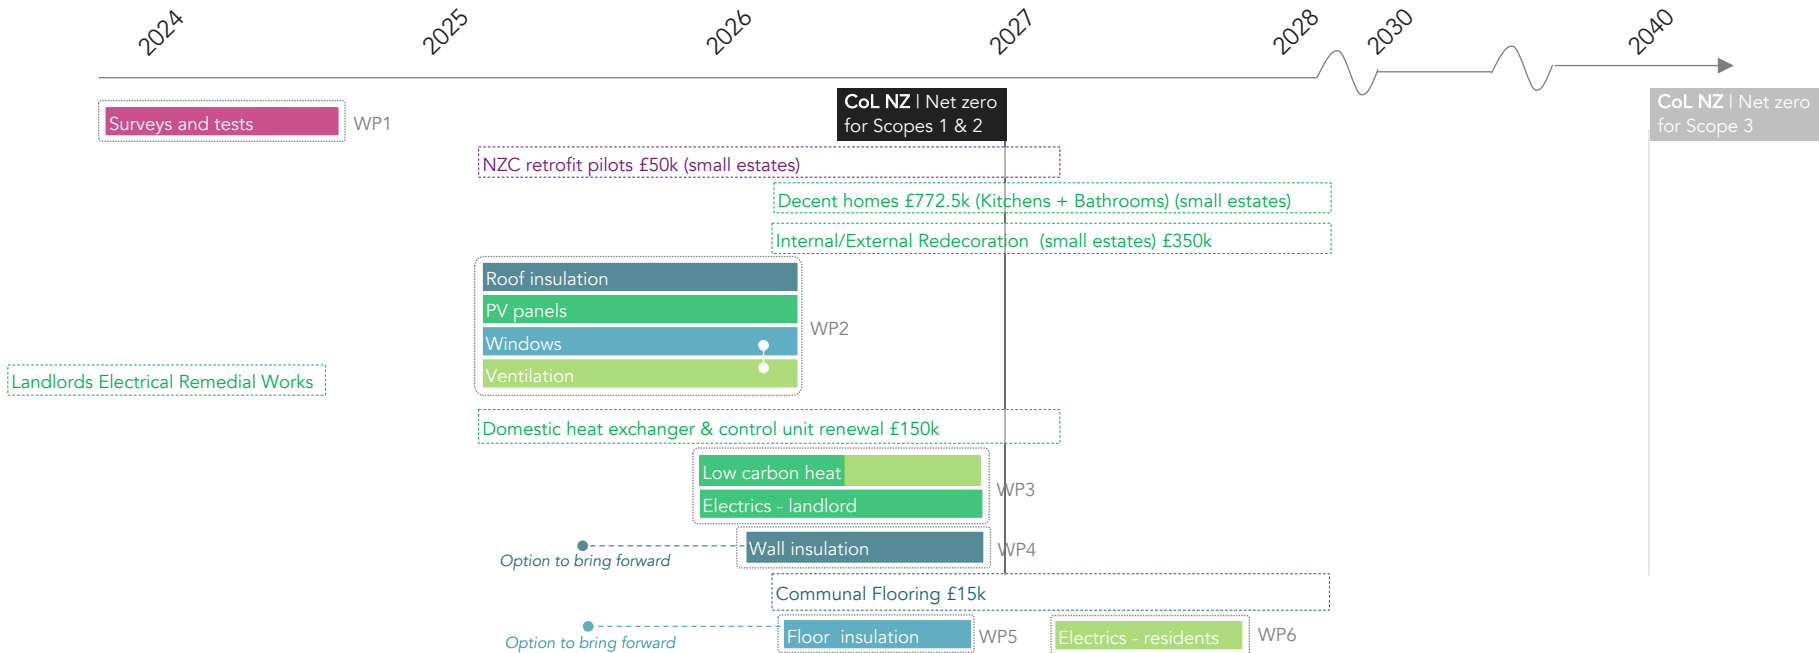 2024
2025
2026
2027
2028
2030
2040
CoL NZ | Net zero
for Scopes 1 & 2
CoL NZ | Net zero
for Scope 3
Surveys and tests
WP1
NZC retrofit pilots £50k (small estates)
Decent homes £772.5k (Kitchens + Bathrooms) (small estates)
Internal/External Redecoration (small estates) £350k
Roof insulation
PV panels
Windows
Ventilation
WP2
Landlords Electrical Remedial Works
Domestic heat exchanger & control unit renewal £150k
Low carbon heat
Electrics - landlord
WP3
Wall insulation
WP4
Option to bring forward
Communal Flooring £15k
Floor insulation
WP5
Option to bring forward
Electrics - residents
WP6